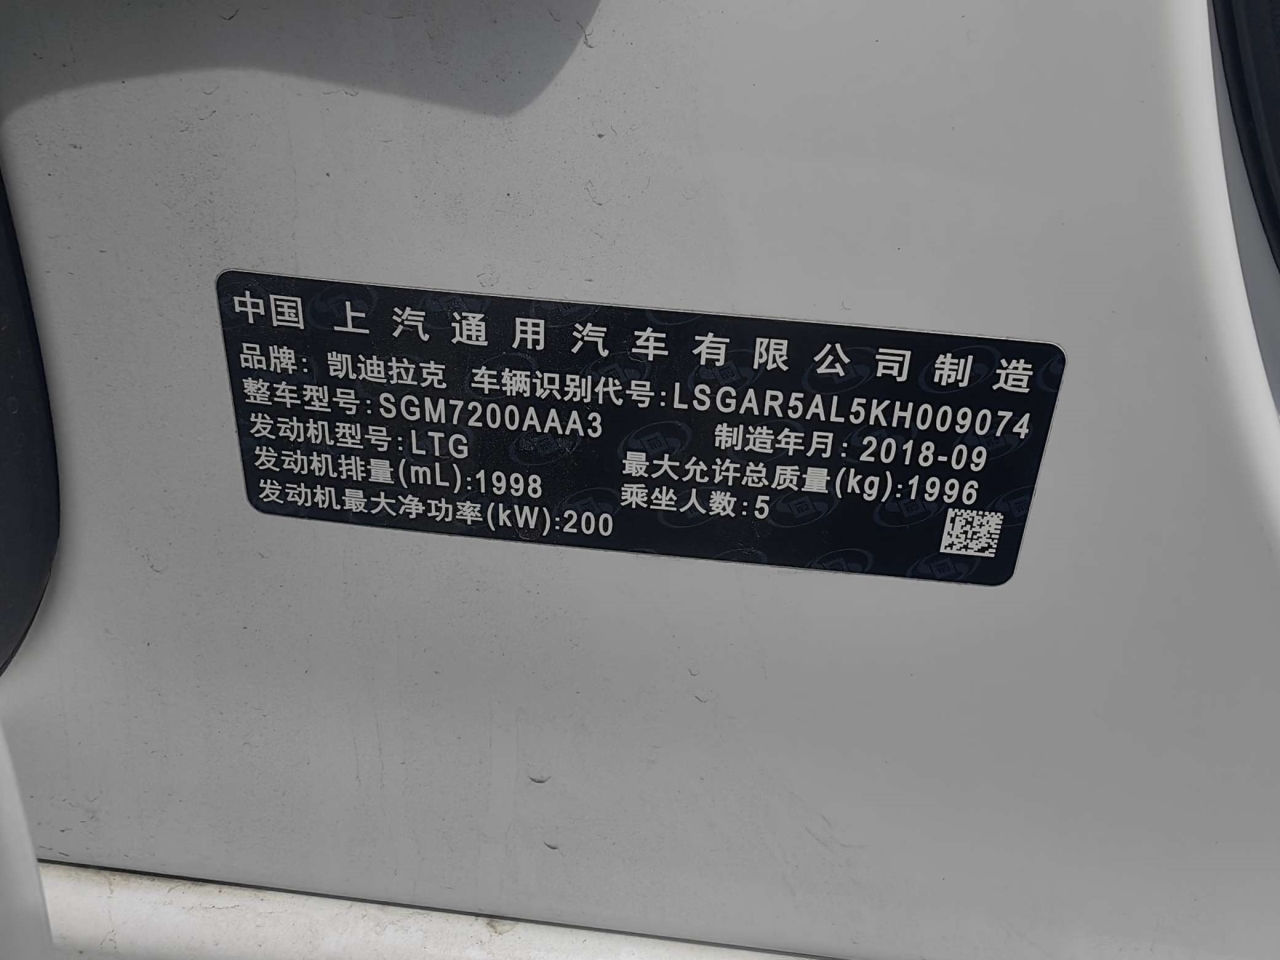 中国 上汽通用汽车有限公司制造
品牌：凯迪拉克 车辆识别代号:LSGAR5AL5KH009074
整车型号:SGM7200AAA3 制造年月：2018-09
发动机型号:LTG 最大允许总质量(kg):1996
发动机排量(mL):1998 乘坐人数:5
发动机最大净功率(kW):200